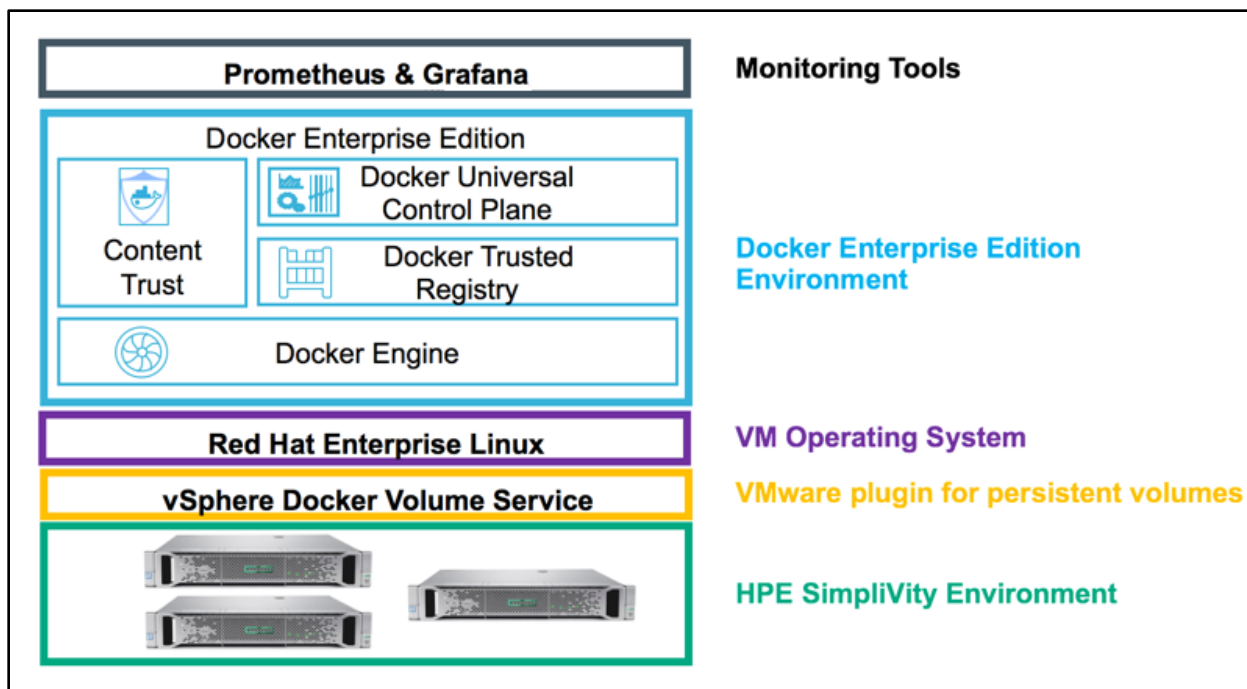 Prometheus & Grafana
Monitoring Tools
Docker Enterprise Edition
Content
Trust
Docker Universal
Control Plane
Docker Trusted
Registry
Docker Engine
Docker Enterprise Edition
Environment
Red Hat Enterprise Linux
VM Operating System
vSphere Docker Volume Service
VMware plugin for persistent volumes
HPE SimpliVity Environment